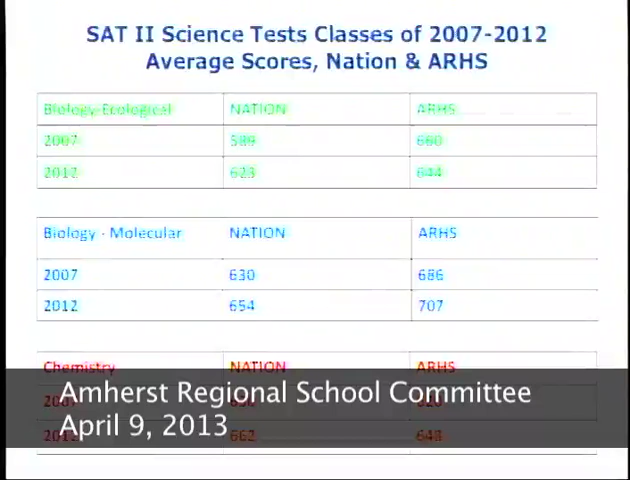 SAT II Science Tests Classes of 2007-2012
Average Scores, Nation & ARHS
Biology-Ecological NATION ARHS
2007 589 660
2012 623 644
Biology - Molecular NATION ARHS
2007 630 686
2012 654 707
Chemistry NATION ARHS
Amherst Regional School Committee
2007
April 9, 2013
2012 662 648